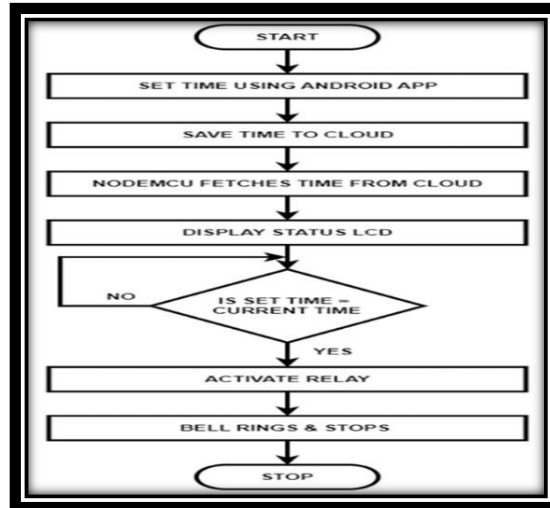 START
SET TIME USING ANDROID APP
SAVE TIME TO CLOUD
NODEMCU FETCHES TIME FROM CLOUD
DISPLAY STATUS LCD
NO
IS SET TIME =
CURRENT TIME
YES
ACTIVATE RELAY
BELL RINGS & STOPS
STOP